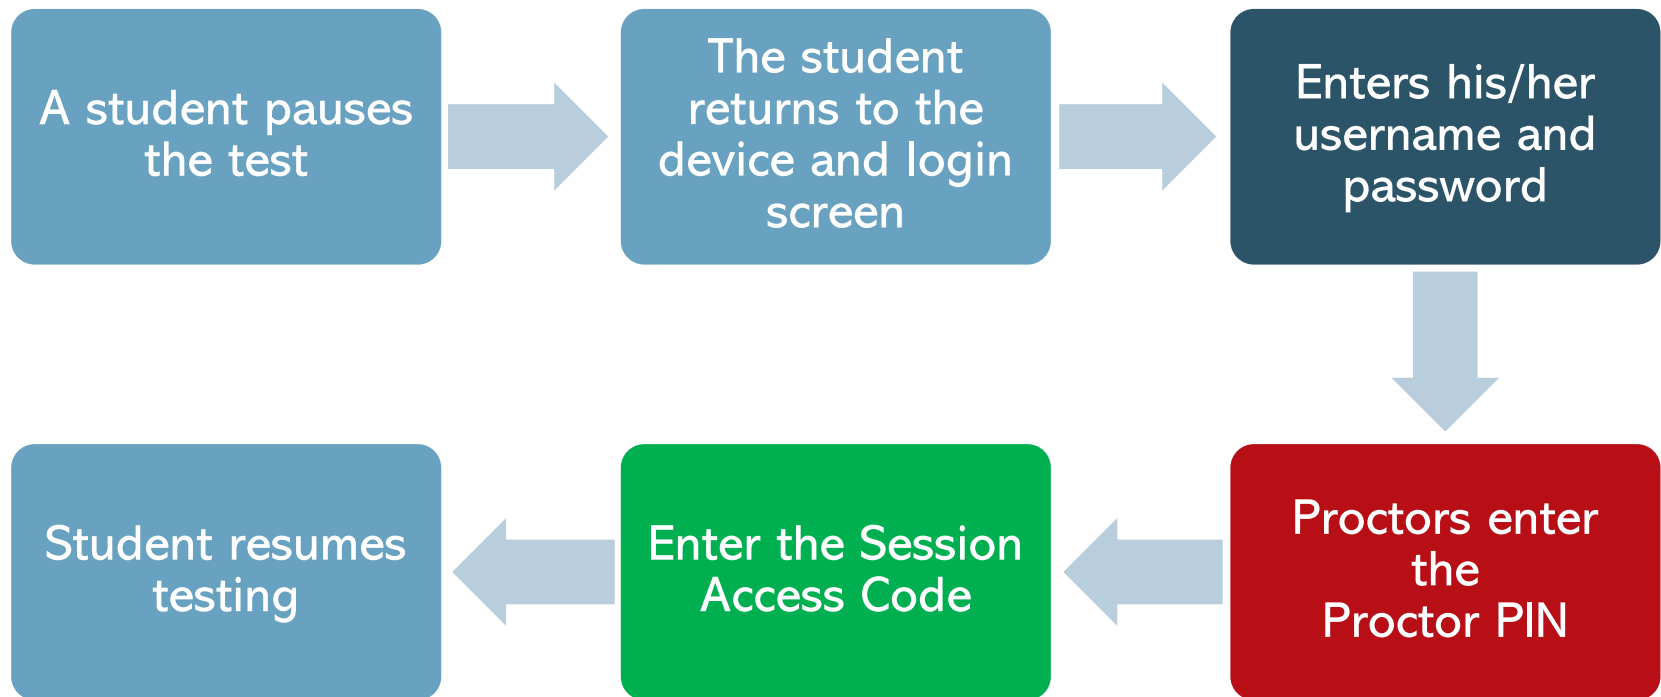 A student pauses
the test
The student
returns to the
device and login
screen
Enters his/her
username and
password
Proctors enter
the
Proctor PIN
Enter the Session
Access Code
Student resumes
testing